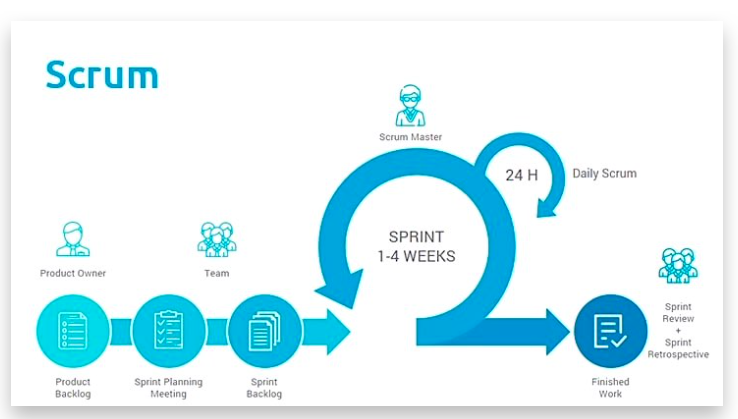 Scrum
Scrum Master
24 H
Daily Scrum
SPRINT
1-4 WEEKS
Product Owner
Team
Sprint
Review
+
Sprint
Retrospective
Product
Backlog
Sprint Planning
Meeting
Sprint
Backlog
Finished
Work